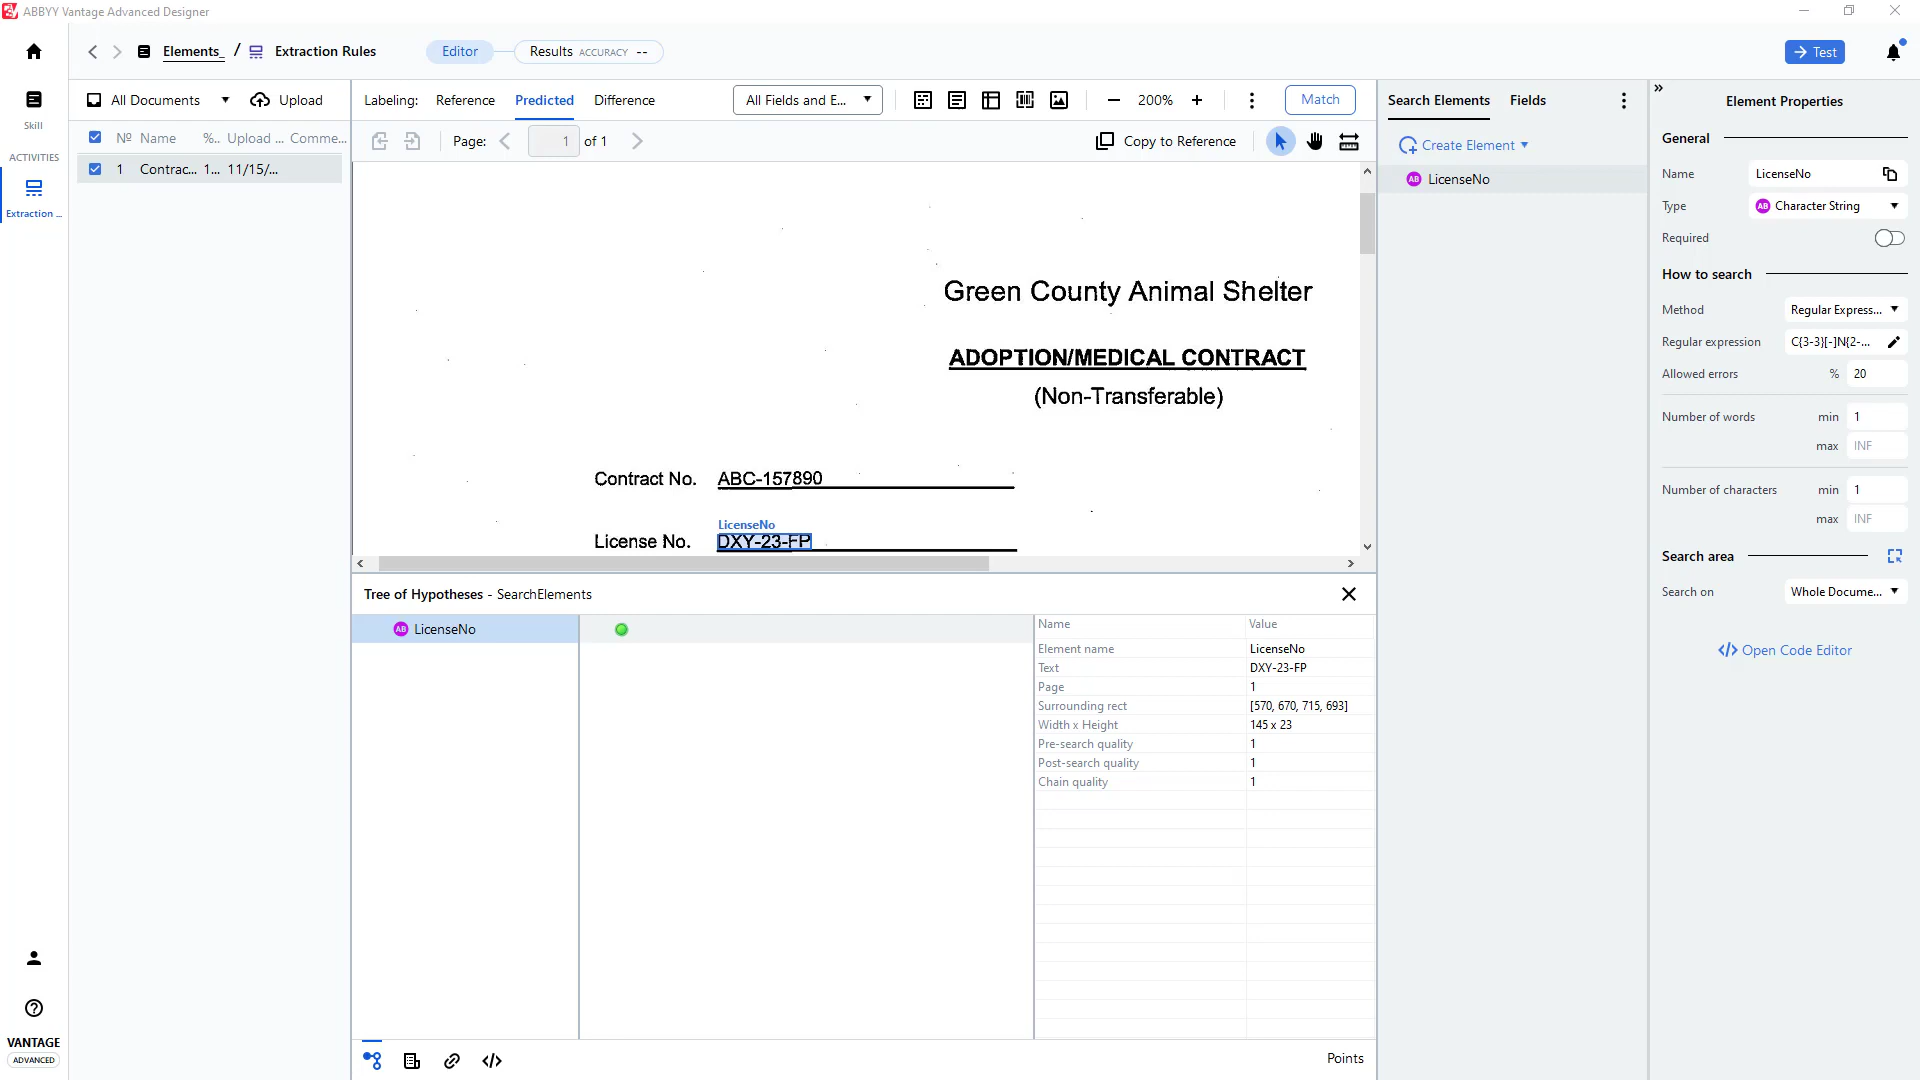 ABBYY Vantage Advanced Designer
Elements_ / Extraction Rules
Editor
Results ACCURACY --
Test
All Documents
Upload
Labeling: Reference Predicted Difference
All Fields and E...
200%
Match
Search Elements Fields
Element Properties
Skill
ACTIVITIES
Extraction ...
№ Name %.. Upload ... Comme...
1 Contrac... 1... 11/15/...
Page: 1 of 1
Copy to Reference
Create Element
LicenseNo
General
Name LicenseNo
Type Character String
Required
How to search
Method Regular Express...
Regular expression C{3-3}[-]N{2-...
Allowed errors % 20
Number of words min 1
max INF
Number of characters min 1
max INF
Search area
Search on Whole Docume...
Open Code Editor
Green County Animal Shelter
ADOPTION/MEDICAL CONTRACT
(Non-Transferable)
Contract No. ABC-157890
LicenseNo
License No. DXY-23-FP
Tree of Hypotheses - SearchElements
LicenseNo
Name Value
Element name LicenseNo
Text DXY-23-FP
Page 1
Surrounding rect [570, 670, 715, 693]
Width x Height 145 x 23
Pre-search quality 1
Post-search quality 1
Chain quality 1
Points
VANTAGE
ADVANCED